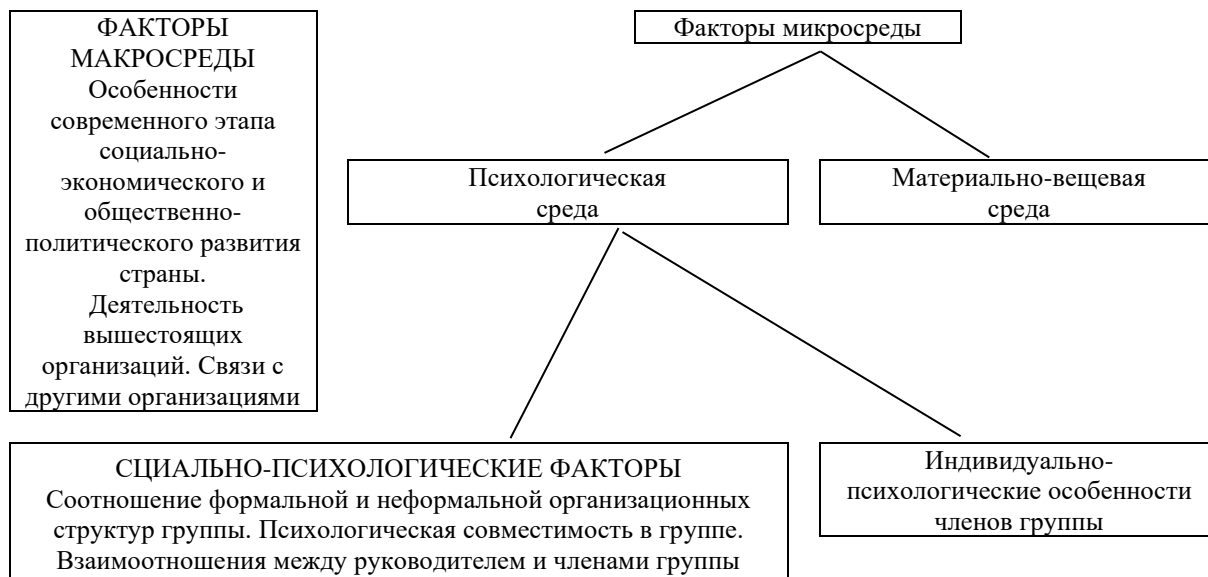 ФАКТОРЫ
МАКРОСРЕДЫ
Особенности
современного этапа
социально-
экономического и
общественно-
политического развития
страны.
Деятельность
вышестоящих
организаций. Связи с
другими организациями
Факторы микросреды
Психологическая
среда
Материально-вещевая
среда
СЦИАЛЬНО-ПСИХОЛОГИЧЕСКИЕ ФАКТОРЫ
Соотношение формальной и неформальной организационных
структур группы. Психологическая совместимость в группе.
Взаимоотношения между руководителем и членами группы
Индивидуально-
психологические особенности
членов группы